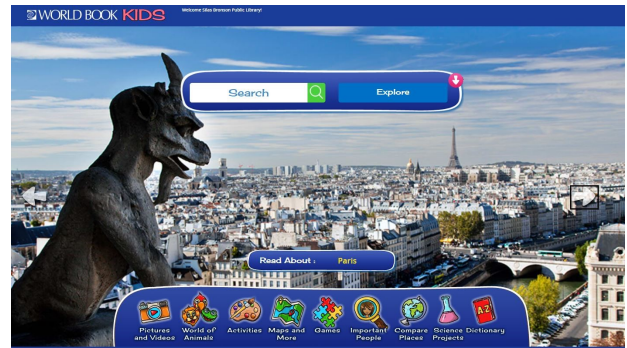 WORLD BOOK KIDS
Welcome Silas Bronson Public Library!
Search
Explore
Read About : Paris
Pictures and Videos
World of Animals
Activities
Maps and More
Games
Important People
Compare Places
Science Projects
A-Z
Dictionary